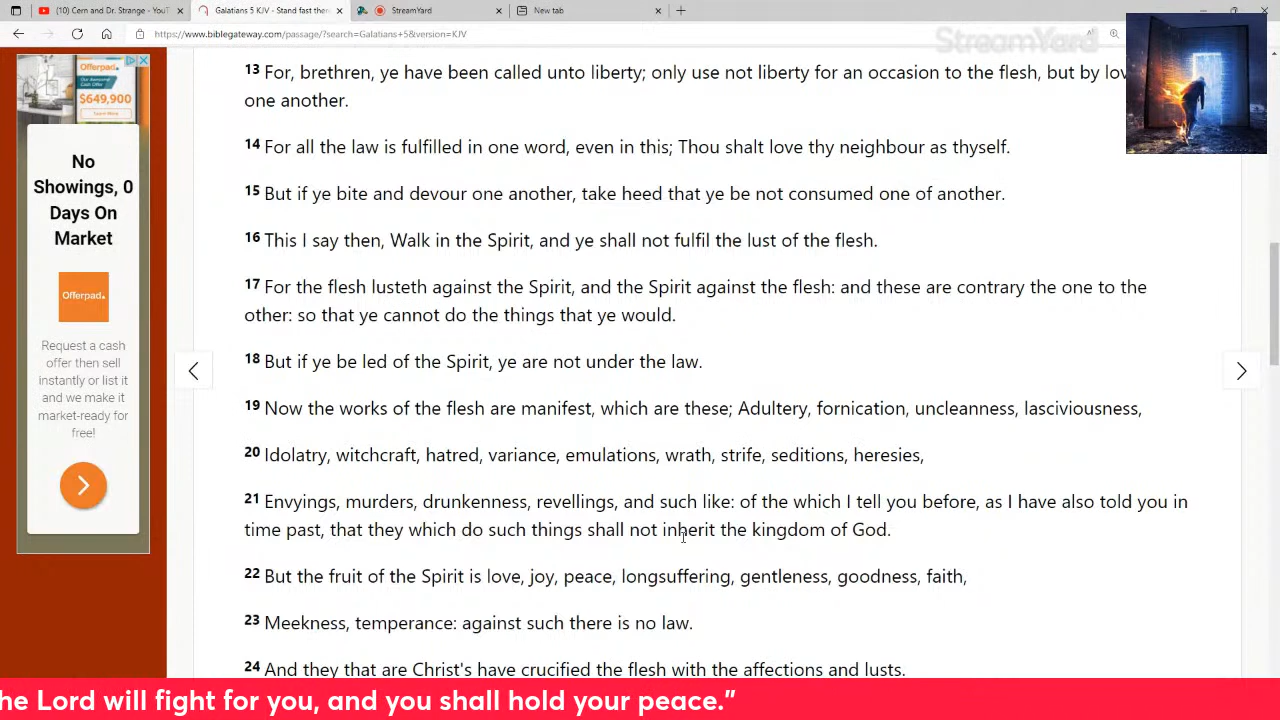 (10) Cern and Dr. Strange - YouT
Galatians 5 KJV - Stand fast ther
StreamYard
New tab
https://www.biblegateway.com/passage/?search=Galatians+5&version=KJV
StreamYard
Offerpad.
$649,900
No
Showings, 0
Days On
Market
Offerpad.
Request a cash
offer then sell
instantly or list it
and we make it
market-ready for
free!
13 For, brethren, ye have been called unto liberty; only use not liberty for an occasion to the flesh, but by lov
one another.
14 For all the law is fulfilled in one word, even in this; Thou shalt love thy neighbour as thyself.
15 But if ye bite and devour one another, take heed that ye be not consumed one of another.
16 This I say then, Walk in the Spirit, and ye shall not fulfil the lust of the flesh.
17 For the flesh lusteth against the Spirit, and the Spirit against the flesh: and these are contrary the one to the
other: so that ye cannot do the things that ye would.
18 But if ye be led of the Spirit, ye are not under the law.
19 Now the works of the flesh are manifest, which are these; Adultery, fornication, uncleanness, lasciviousness,
20 Idolatry, witchcraft, hatred, variance, emulations, wrath, strife, seditions, heresies,
21 Envyings, murders, drunkenness, revellings, and such like: of the which I tell you before, as I have also told you in
time past, that they which do such things shall not inherit the kingdom of God.
22 But the fruit of the Spirit is love, joy, peace, longsuffering, gentleness, goodness, faith,
23 Meekness, temperance: against such there is no law.
24 And they that are Christ's have crucified the flesh with the affections and lusts.
he Lord will fight for you, and you shall hold your peace.”